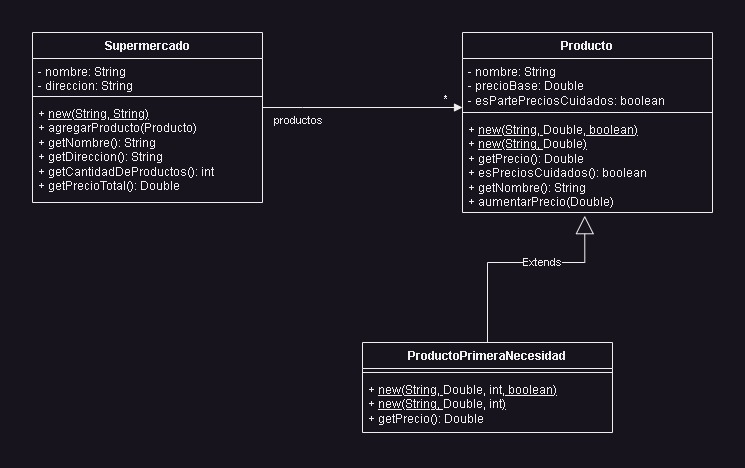 Supermercado
- nombre: String
- direccion: String
+ new(String, String)
+ agregarProducto(Producto)
+ getNombre(): String
+ getDireccion(): String
+ getCantidadDeProductos(): int
+ getPrecioTotal(): Double
productos
*
Producto
- nombre: String
- precioBase: Double
- esPartePreciosCuidados: boolean
+ new(String, Double, boolean)
+ new(String, Double)
+ getPrecio(): Double
+ esPreciosCuidados(): boolean
+ getNombre(): String
+ aumentarPrecio(Double)
Extends
ProductoPrimeraNecesidad
+ new(String, Double, int, boolean)
+ new(String, Double, int)
+ getPrecio(): Double